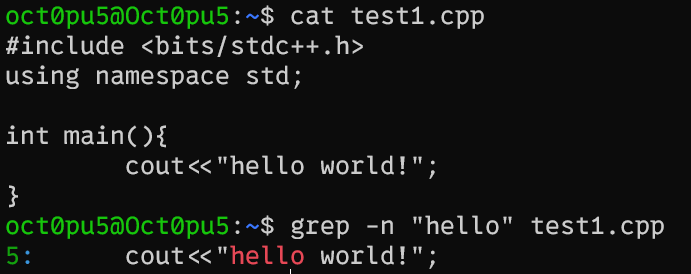 oct0pu5@Oct0pu5:~$ cat test1.cpp
#include <bits/stdc++.h>
using namespace std;

int main(){
        cout<<"hello world!";
}
oct0pu5@Oct0pu5:~$ grep -n "hello" test1.cpp
5:      cout<<"hello world!";